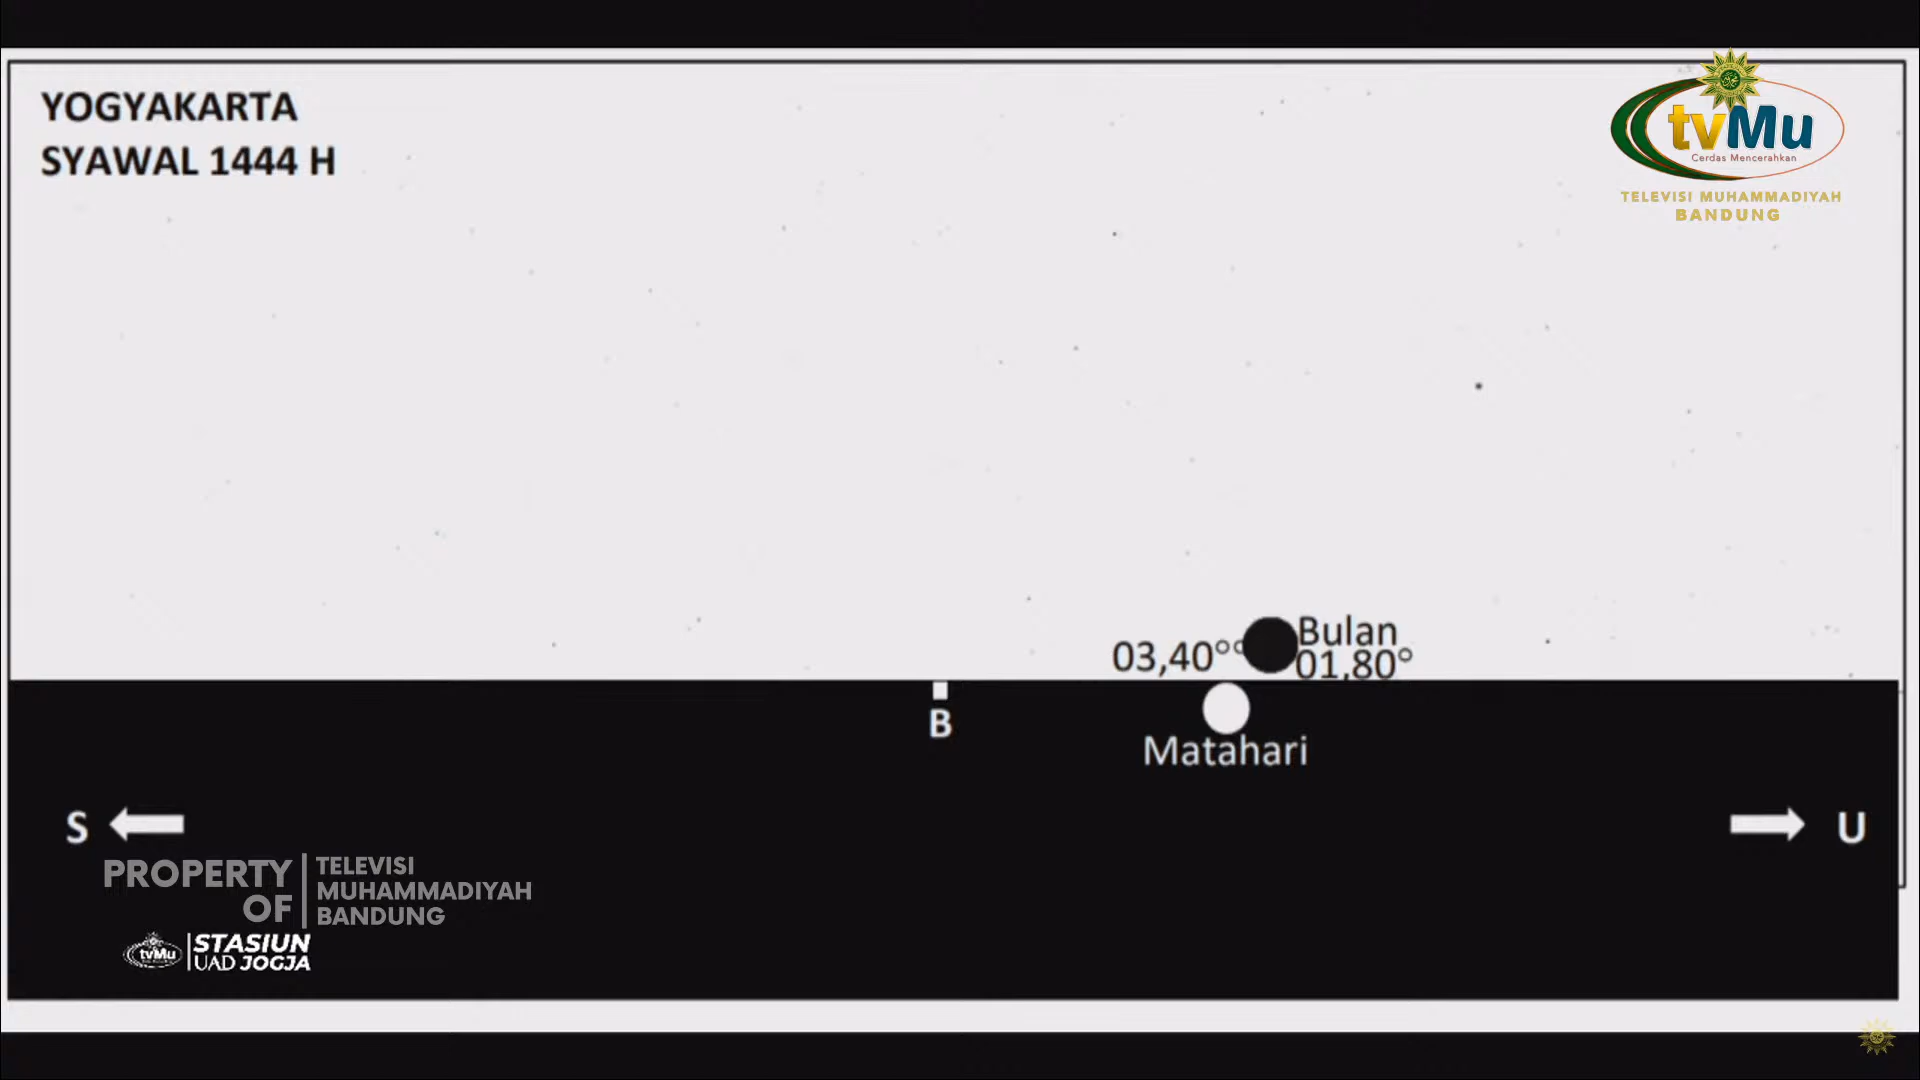 YOGYAKARTA
SYAWAL 1444 H
tvMu
Cerdas Mencerahkan
TELEVISI MUHAMMADIYAH
BANDUNG
Bulan
03,40°
01,80°
B
Matahari
S
U
PROPERTY OF
TELEVISI
MUHAMMADIYAH
BANDUNG
tvMu
STASIUN
UAD JOGJA